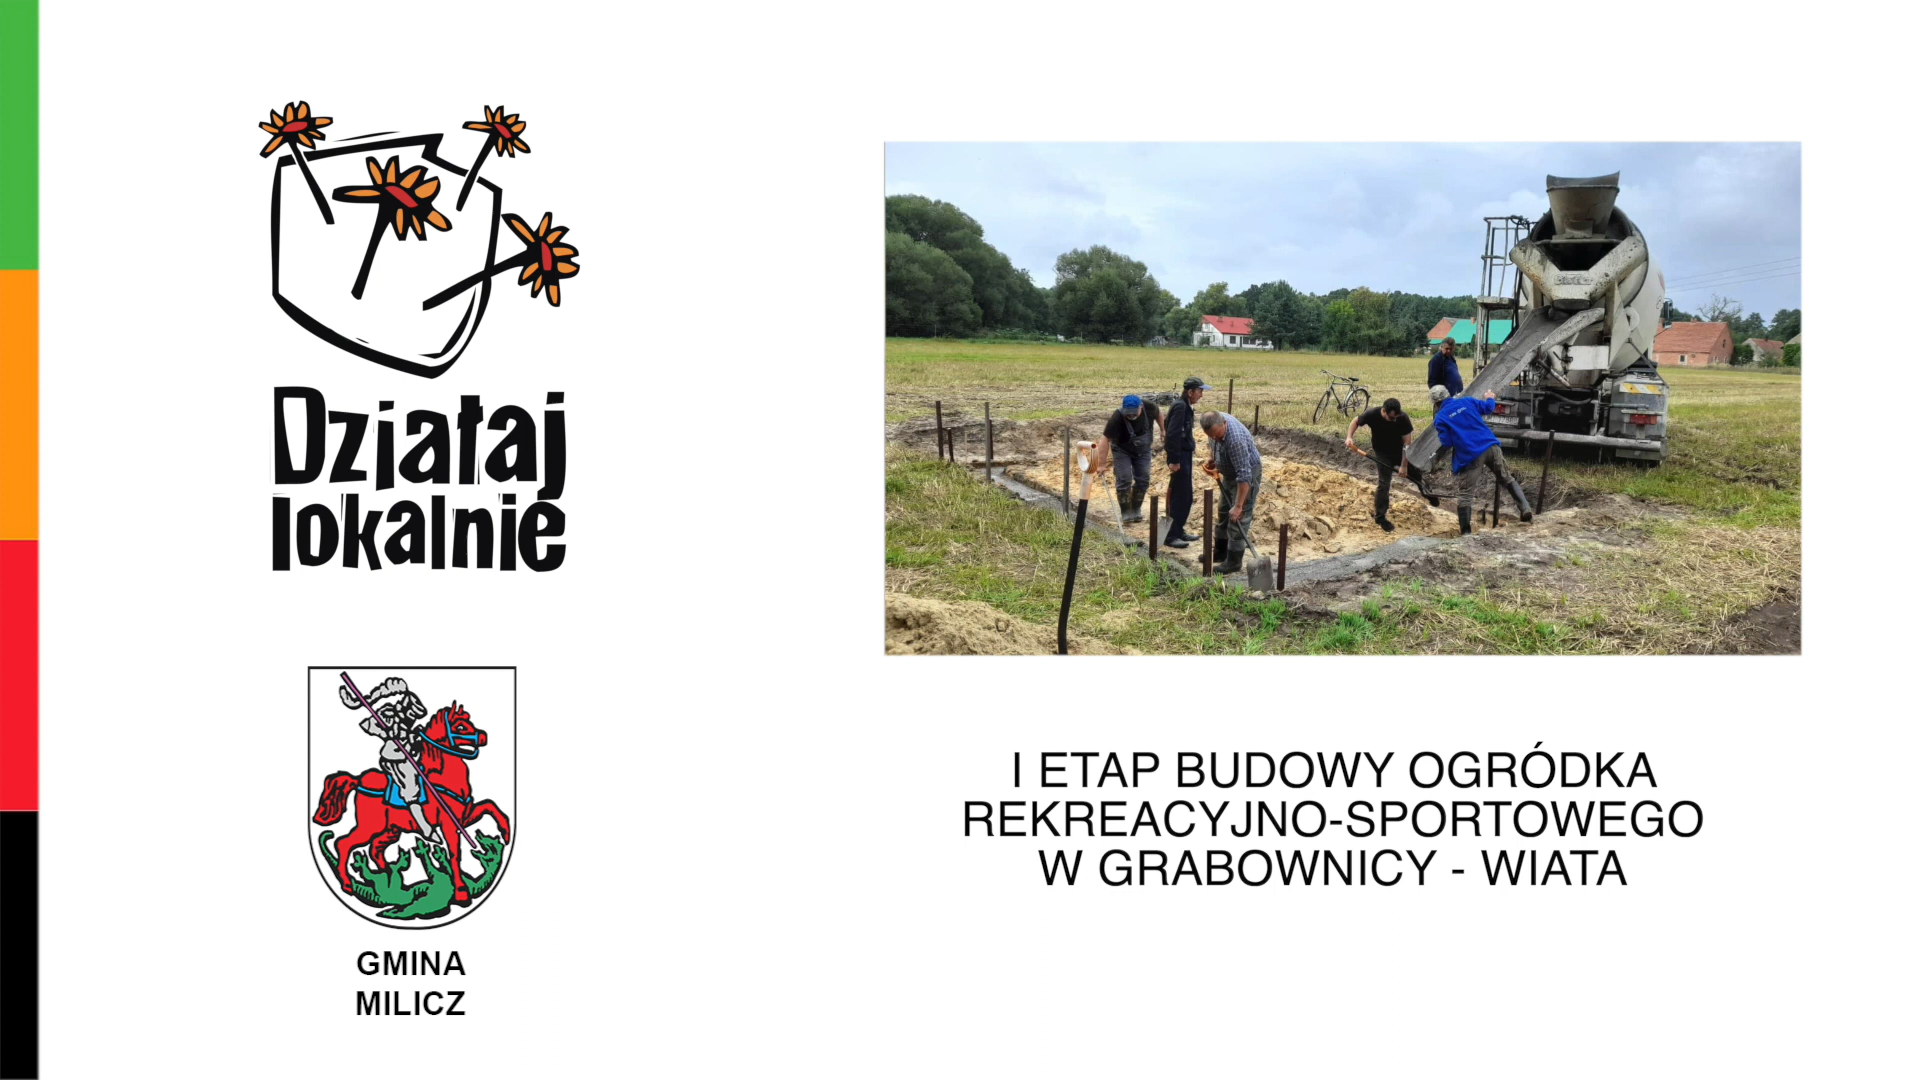 Działaj
lokalnie
GMINA
MILICZ
I ETAP BUDOWY OGRÓDKA
REKREACYJNO-SPORTOWEGO
W GRABOWNICY - WIATA